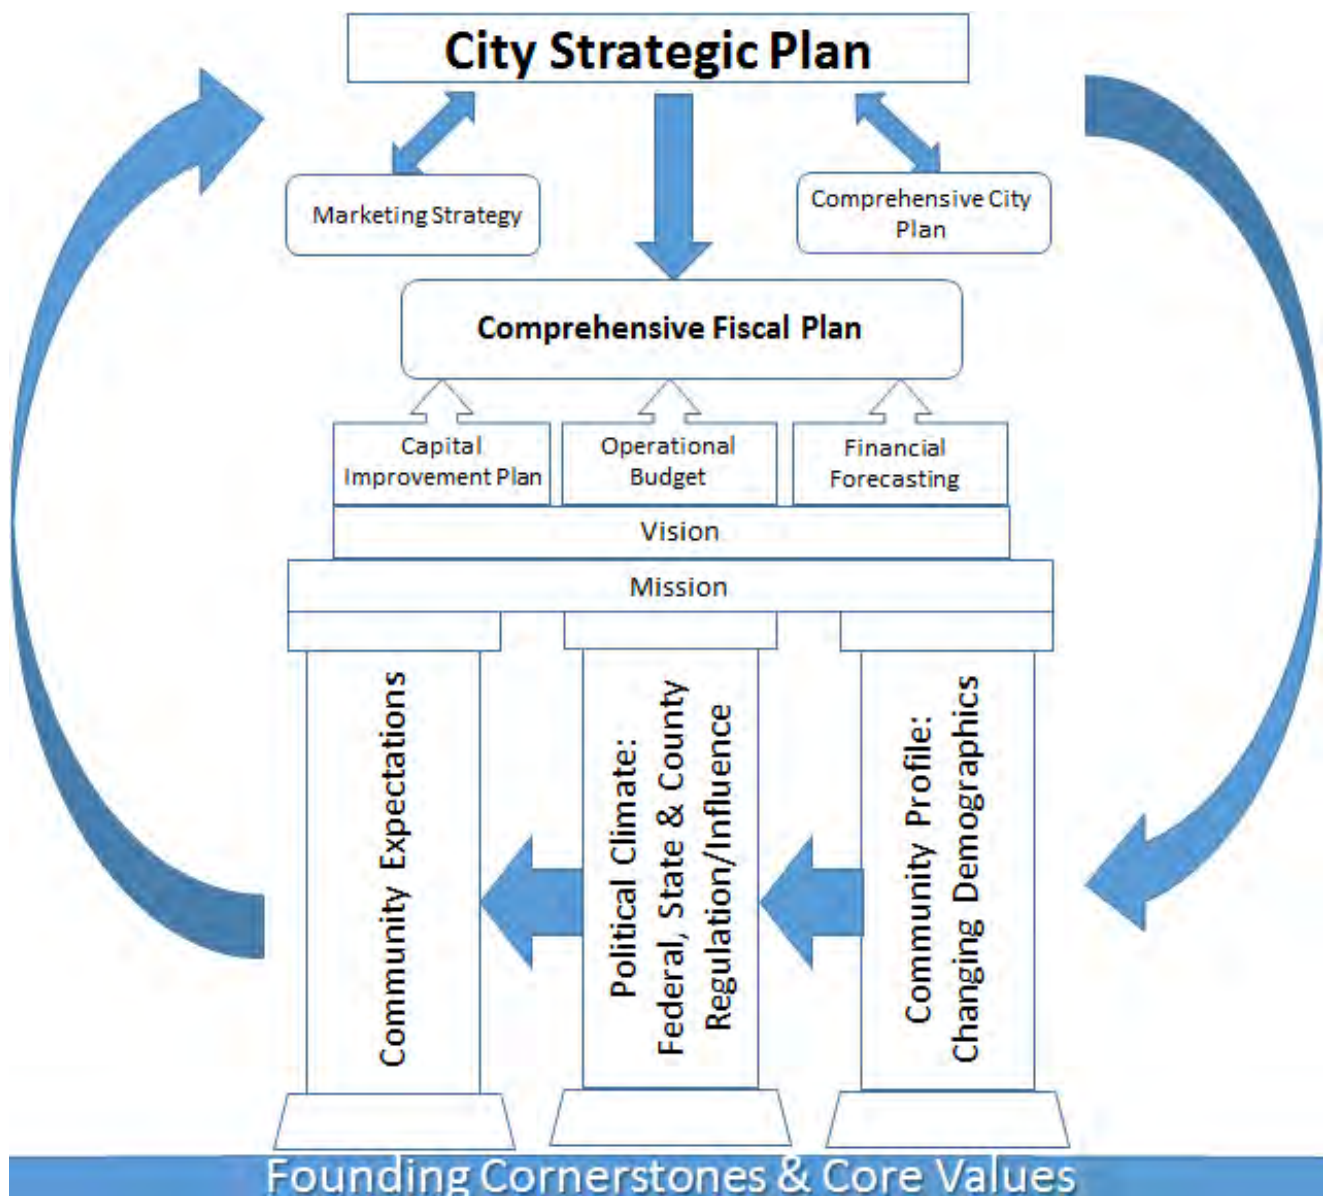 City Strategic Plan
Marketing Strategy
Comprehensive City
Plan
Comprehensive Fiscal Plan
Capital
Improvement Plan
Operational
Budget
Financial
Forecasting
Vision
Mission
Community Expectations
Political Climate:
Federal, State & County
Regulation/Influence
Community Profile:
Changing Demographics
Founding Cornerstones & Core Values